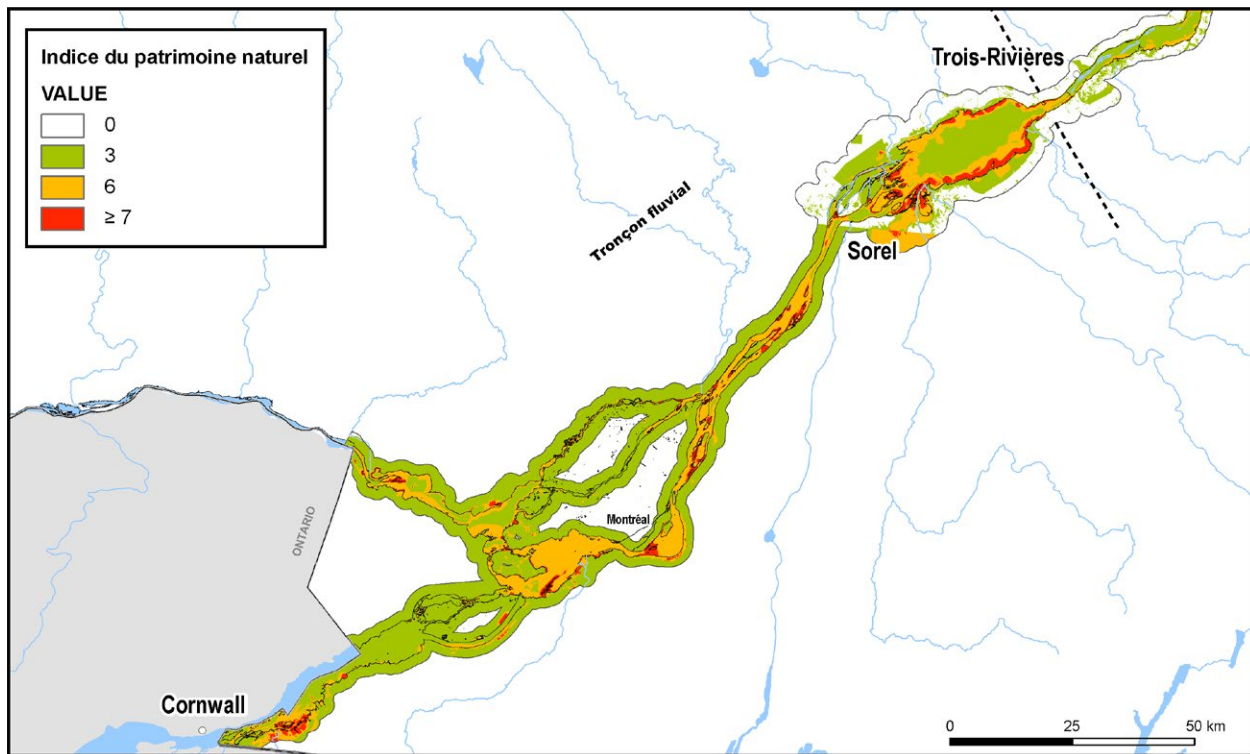 Indice du patrimoine naturel
VALUE
0
3
6
≥ 7
Trois-Rivières
Tronçon fluvial
Sorel
Montréal
ONTARIO
Cornwall
0 25 50 km